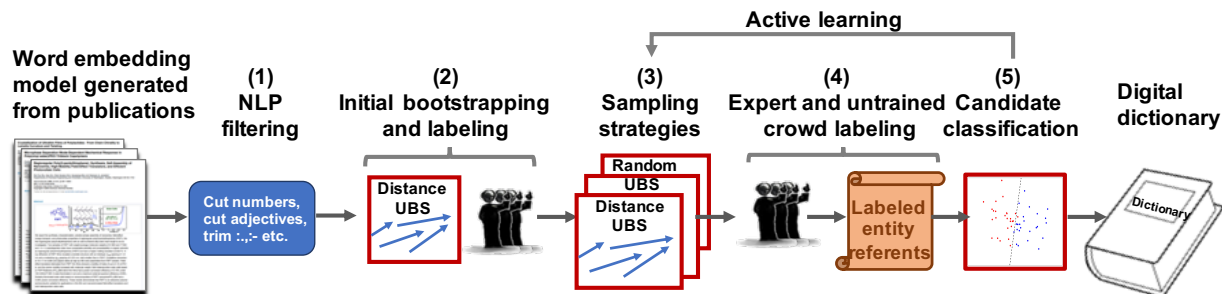 Active learning
Word embedding
model generated
from publications
(1)
NLP
filtering
(2)
Initial bootstrapping
and labeling
(3)
Sampling
strategies
(4)
Expert and untrained
crowd labeling
(5)
Candidate
classification
Digital
dictionary
Cut numbers,
cut adjectives,
trim :.,;- etc.
Distance
UBS
Random
UBS
Distance
UBS
Labeled
entity
referents
Dictionary